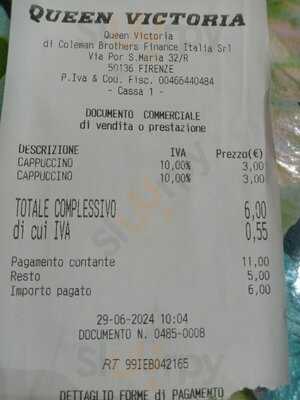 QUEEN VICTORIA
Queen Victoria
di Coleman Brothers Finance Italia Srl
Via Por S.Maria 32/R
50136 FIRENZE
P.Iva & Cou. Fisc. 00466440484
- Cassa 1 -
DOCUMENTO COMMERCIALE
di vendita o prestazione
DESCRIZIONE IVA Prezzo(€)
CAPPUCCINO 10,00% 3,00
CAPPUCCINO 10,00% 3,00
TOTALE COMPLESSIVO 6,00
di cui IVA 0,55
Pagamento contante 11,00
Resto 5,00
Importo pagato 6,00
29-06-2024 10:04
DOCUMENTO N. 0485-0008
RT 99IEB042165
DETTAGLIO FORME di PAGAMENTO